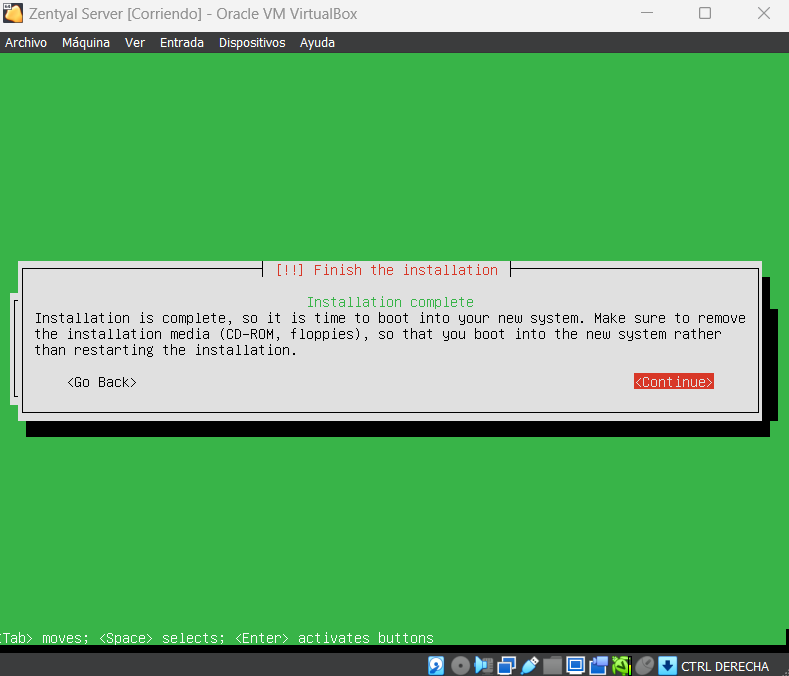 Zentyal Server [Corriendo] - Oracle VM VirtualBox
Archivo Máquina Ver Entrada Dispositivos Ayuda
[!!] Finish the installation
Installation complete
Installation is complete, so it is time to boot into your new system. Make sure to remove
the installation media (CD-ROM, floppies), so that you boot into the new system rather
than restarting the installation.
<Go Back> <Continue>
<Tab> moves; <Space> selects; <Enter> activates buttons
CTRL DERECHA